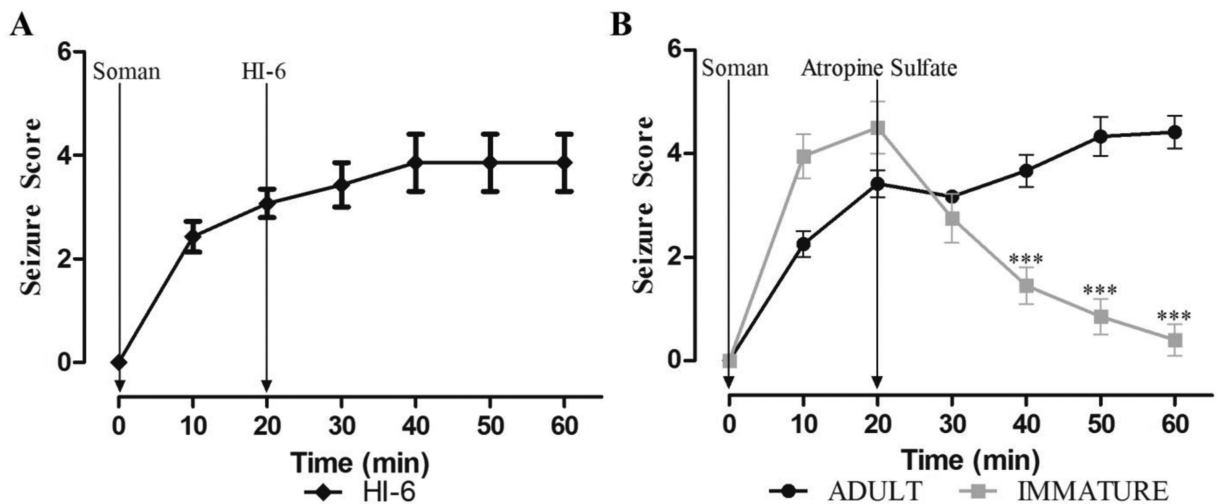 A
6
4
2
0
Seizure Score
Soman
HI-6
0 10 20 30 40 50 60
Time (min)
HI-6
B
6
4
2
0
Seizure Score
Soman
Atropine Sulfate
***
***
***
0 10 20 30 40 50 60
Time (min)
ADULT
IMMATURE